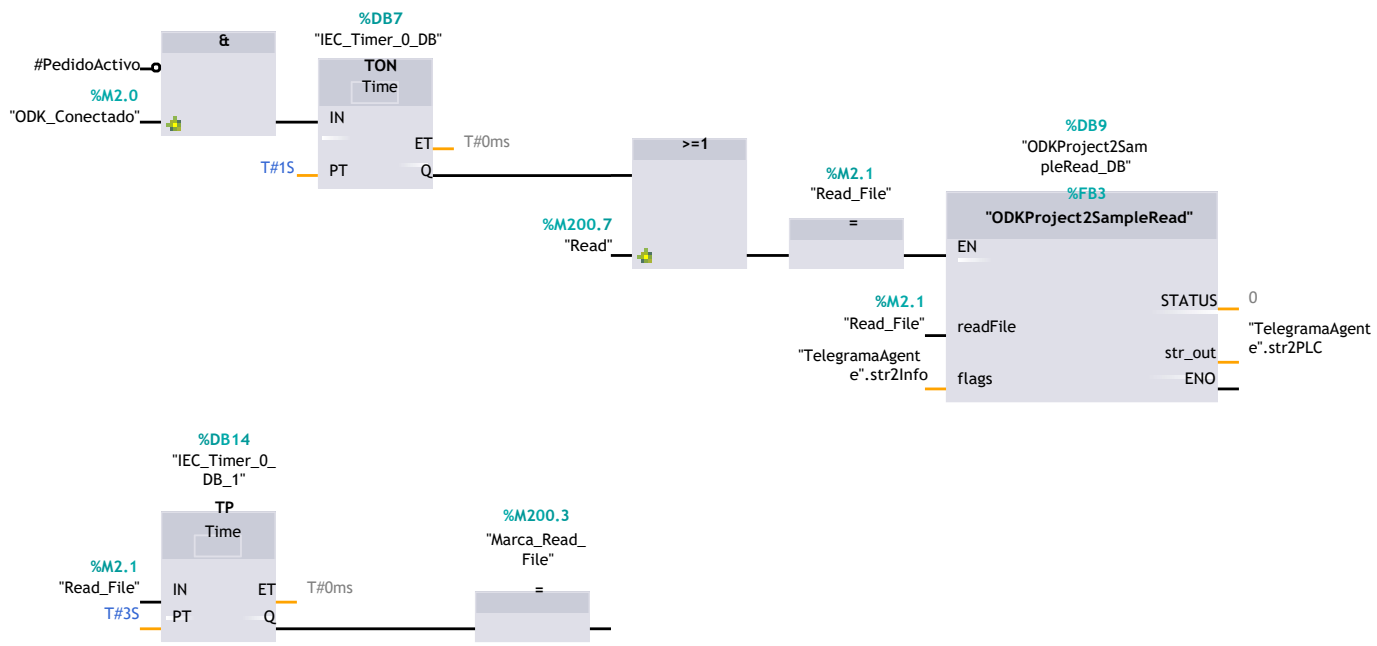 %DB7
"IEC_Timer_0_DB"
&
#PedidoActivo
TON
Time
%M2.0
"ODK_Conectado"
IN
ET
T#0ms
T#1S
PT
Q
>=1
%M200.7
"Read"
%M2.1
"Read_File"
=
%DB9
"ODKProject2Sam
pleRead_DB"
%FB3
"ODKProject2SampleRead"
EN
%M2.1
"Read_File"
readFile
STATUS
0
"TelegramaAgent
e".str2Info
flags
str_out
"TelegramaAgent
e".str2PLC
ENO
%DB14
"IEC_Timer_0_
DB_1"
TP
Time
%M2.1
"Read_File"
IN
ET
T#0ms
T#3S
PT
Q
%M200.3
"Marca_Read_
File"
=